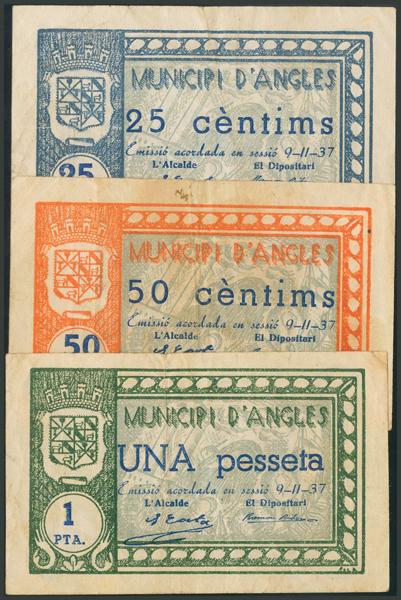 MUNICIPI D'ANGLES
25 cèntims
Emissió acordada en sessió 9-11-37
L'Alcalde El Dipositari
25
MUNICIPI D'ANGLES
50 cèntims
Emissió acordada en sessió 9-11-37
L'Alcalde El Dipositari
50
MUNICIPI D'ANGLES
UNA pesseta
Emissió acordada en sessió 9-11-37
L'Alcalde El Dipositari
1
PTA.